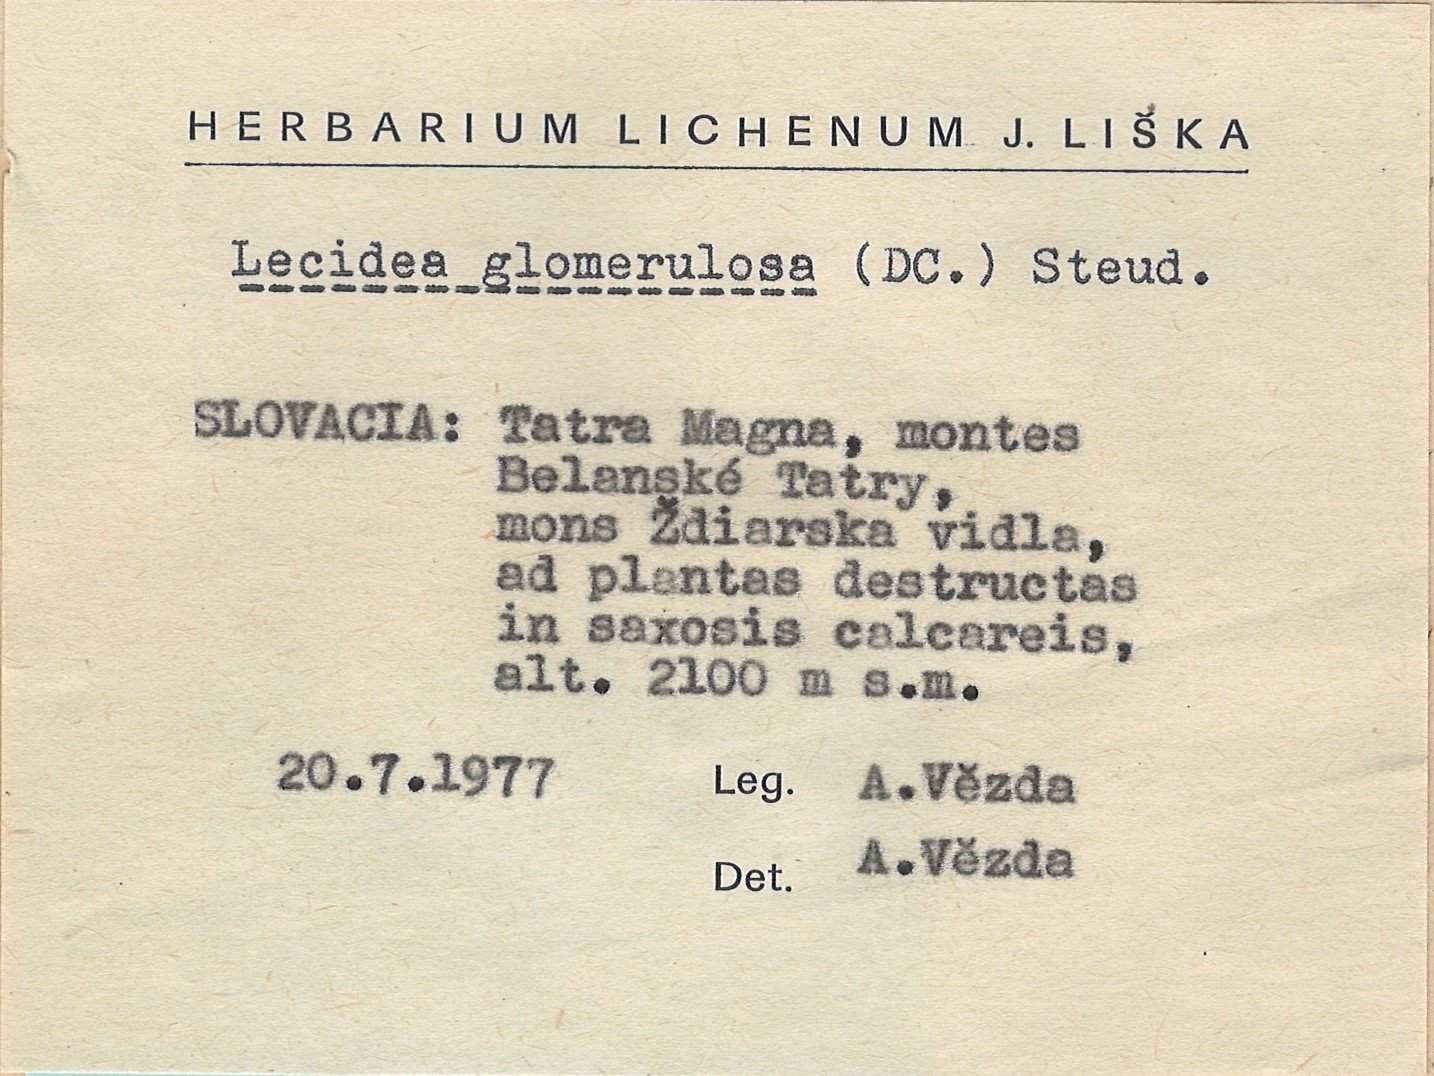 HERBARIUM LICHENUM J. LIŠKA
Lecidea glomerulosa (DC.) Steud.
SLOVACIA: Tatra Magna, montes
Belanské Tatry,
mons Ždiarska vidla,
ad plantas destructas
in saxosis calcareis,
alt. 2100 m s.m.
20.7.1977 Leg. A.Vězda
Det. A.Vězda